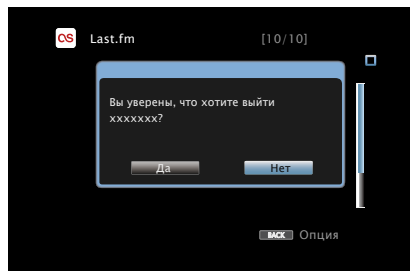 Last.fm [10/10]
Вы уверены, что хотите выйти
xxxxxxx?
Да Нет
BACK Опция